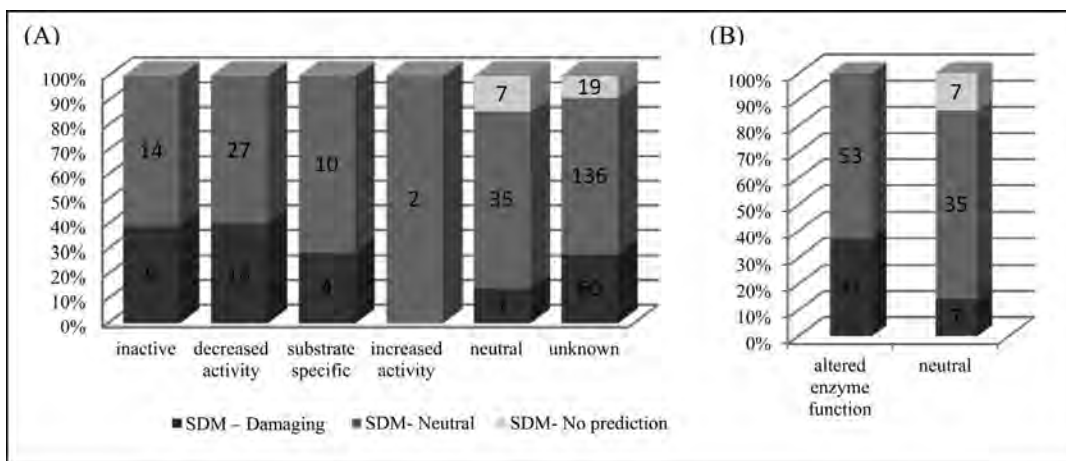 (A)
100%
90%
80%
70%
60%
50%
40%
30%
20%
10%
0%
14
27
10
2
7
35
19
136
4
60
inactive
decreased activity
substrate specific
increased activity
neutral
unknown
SDM – Damaging
SDM- Neutral
SDM- No prediction
(B)
100%
90%
80%
70%
60%
50%
40%
30%
20%
10%
0%
53
7
35
7
altered
enzyme
function
neutral